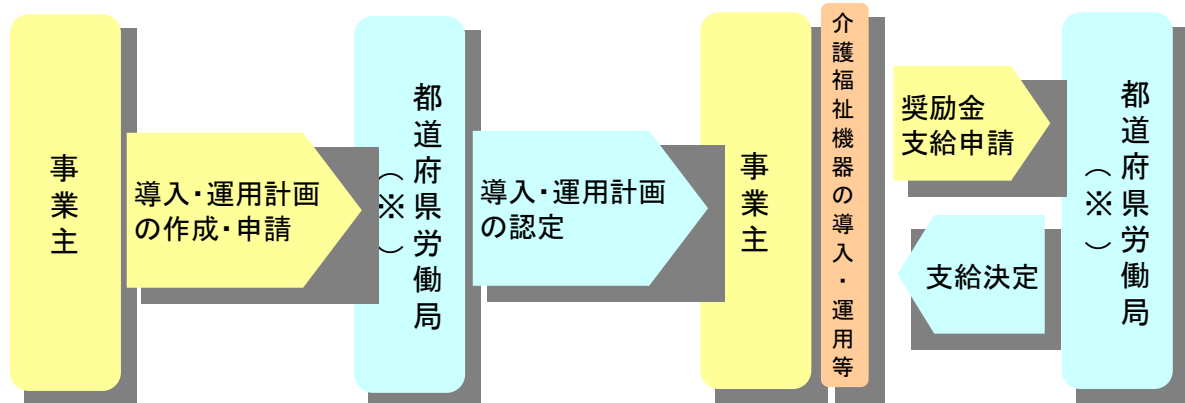 事業主
導入・運用計画
の作成・申請
都道府県労働局
（※）
導入・運用計画
の認定
事業主
介護福祉機器の導入・運用等
奨励金
支給申請
支給決定
都道府県労働局
（※）